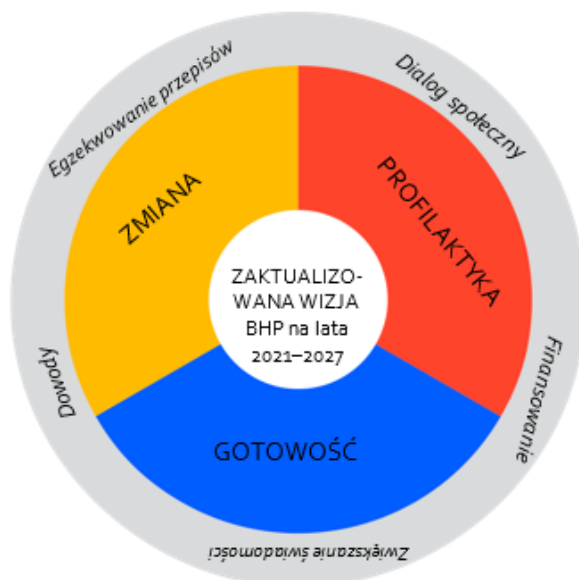 Egzekwowanie przepisów
Dialog społeczny
ZMIANA
PROFILAKTYKA
ZAKTUALIZO-
WANA WIZJA
BHP na lata
2021–2027
Dowody
Finansowanie
GOTOWOŚĆ
Zwiększanie świadomości